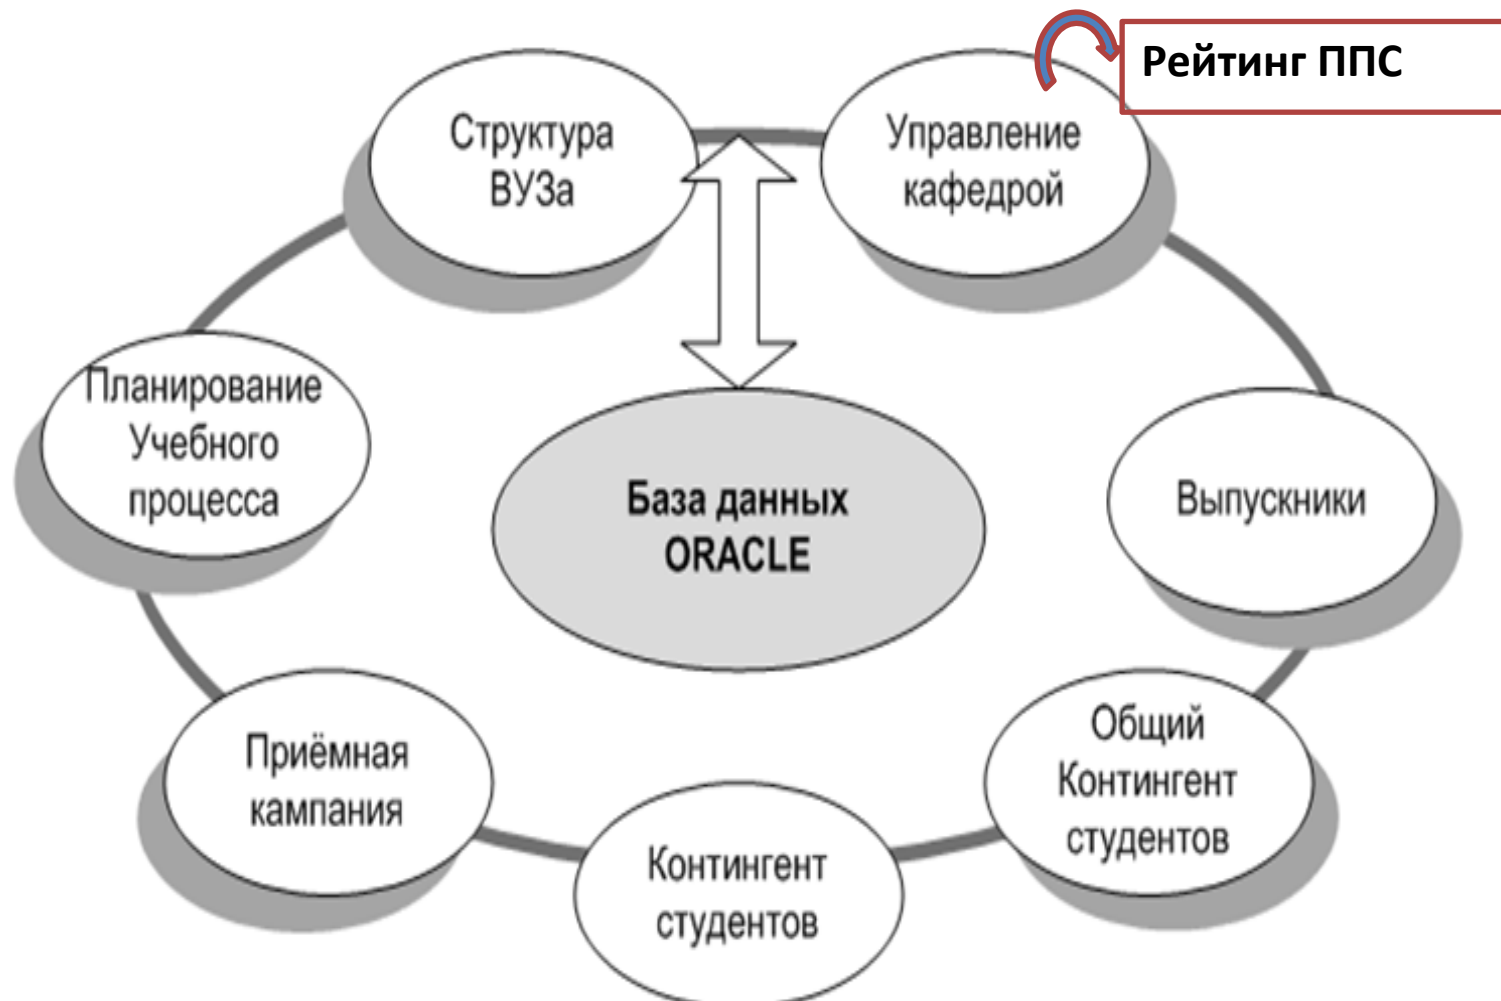 Рейтинг ППС
Структура
ВУЗа
Управление
кафедрой
Планирование
Учебного
процесса
База данных
ORACLE
Выпускники
Приёмная
кампания
Контингент
студентов
Общий
Контингент
студентов